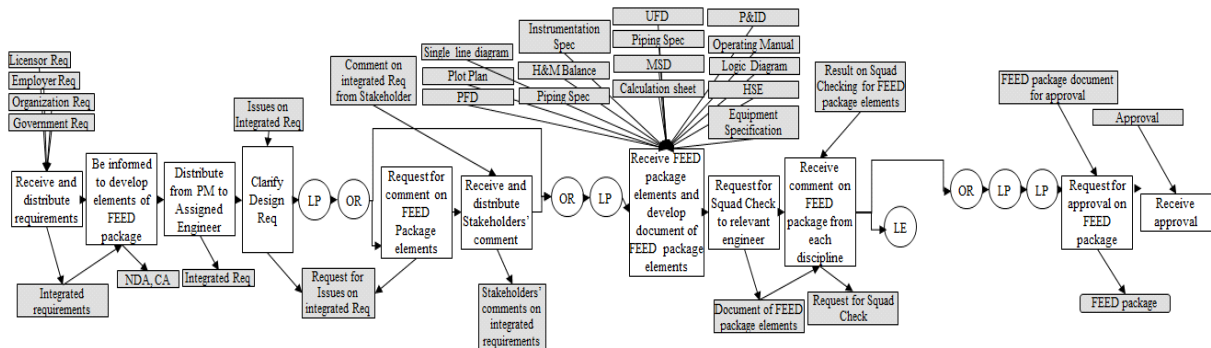 Licensor Req
Employer Req
Organization Req
Government Req
Receive and
distribute
requirements
Integrated
requirements
Be informed
to develop
elements of
FEED
package
NDA, CA
Distribute
from PM to
Assigned
Engineer
Integrated Req
Issues on
Integrated Req
Clarify
Design
Req
LP
OR
Request for
Issues on
integrated Req
Comment on
integrated Req
from Stakeholder
Request for
comment on
FEED
Package
elements
Receive and
distribute
Stakeholders'
comment
Stakeholders'
comments on
integrated
requirements
OR
LP
Single line diagram
Plot Plan
PFD
Instrumentation
Spec
H&M Balance
Piping Spec
UFD
Piping Spec
MSD
Calculation sheet
P&ID
Operating Manual
Logic Diagram
HSE
Equipment
Specification
Receive FEED
package
elements and
develop
document of
FEED package
elements
Request for
Squad Check
to relevant
engineer
Document of FEED
package elements
Result on Squad
Checking for FEED
package elements
Receive
comment on
FEED
package from
each
discipline
Request for Squad
Check
LE
OR
LP
LP
FEED package document
for approval
Request for
approval on
FEED
package
FEED package
Approval
Receive
approval